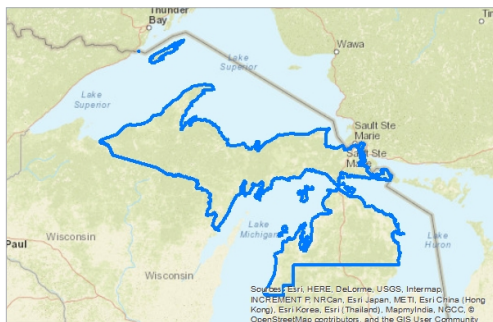 Thunder
Bay
Ti
Wawa
Lake
Superior
Lake
Superior
Sault Ste
Marie
Sault Ste
Marie
Lake
Michigan
Lake
Huron
Paul
Wisconsin
Wisconsin
Sources: Esri, HERE, DeLorme, USGS, Intermap,
INCREMENT P, NRCan, Esri Japan, METI, Esri China (Hong
Kong), Esri Korea, Esri (Thailand), MapmyIndia, NGCC, ©
OpenStreetMap contributors, and the GIS User Community